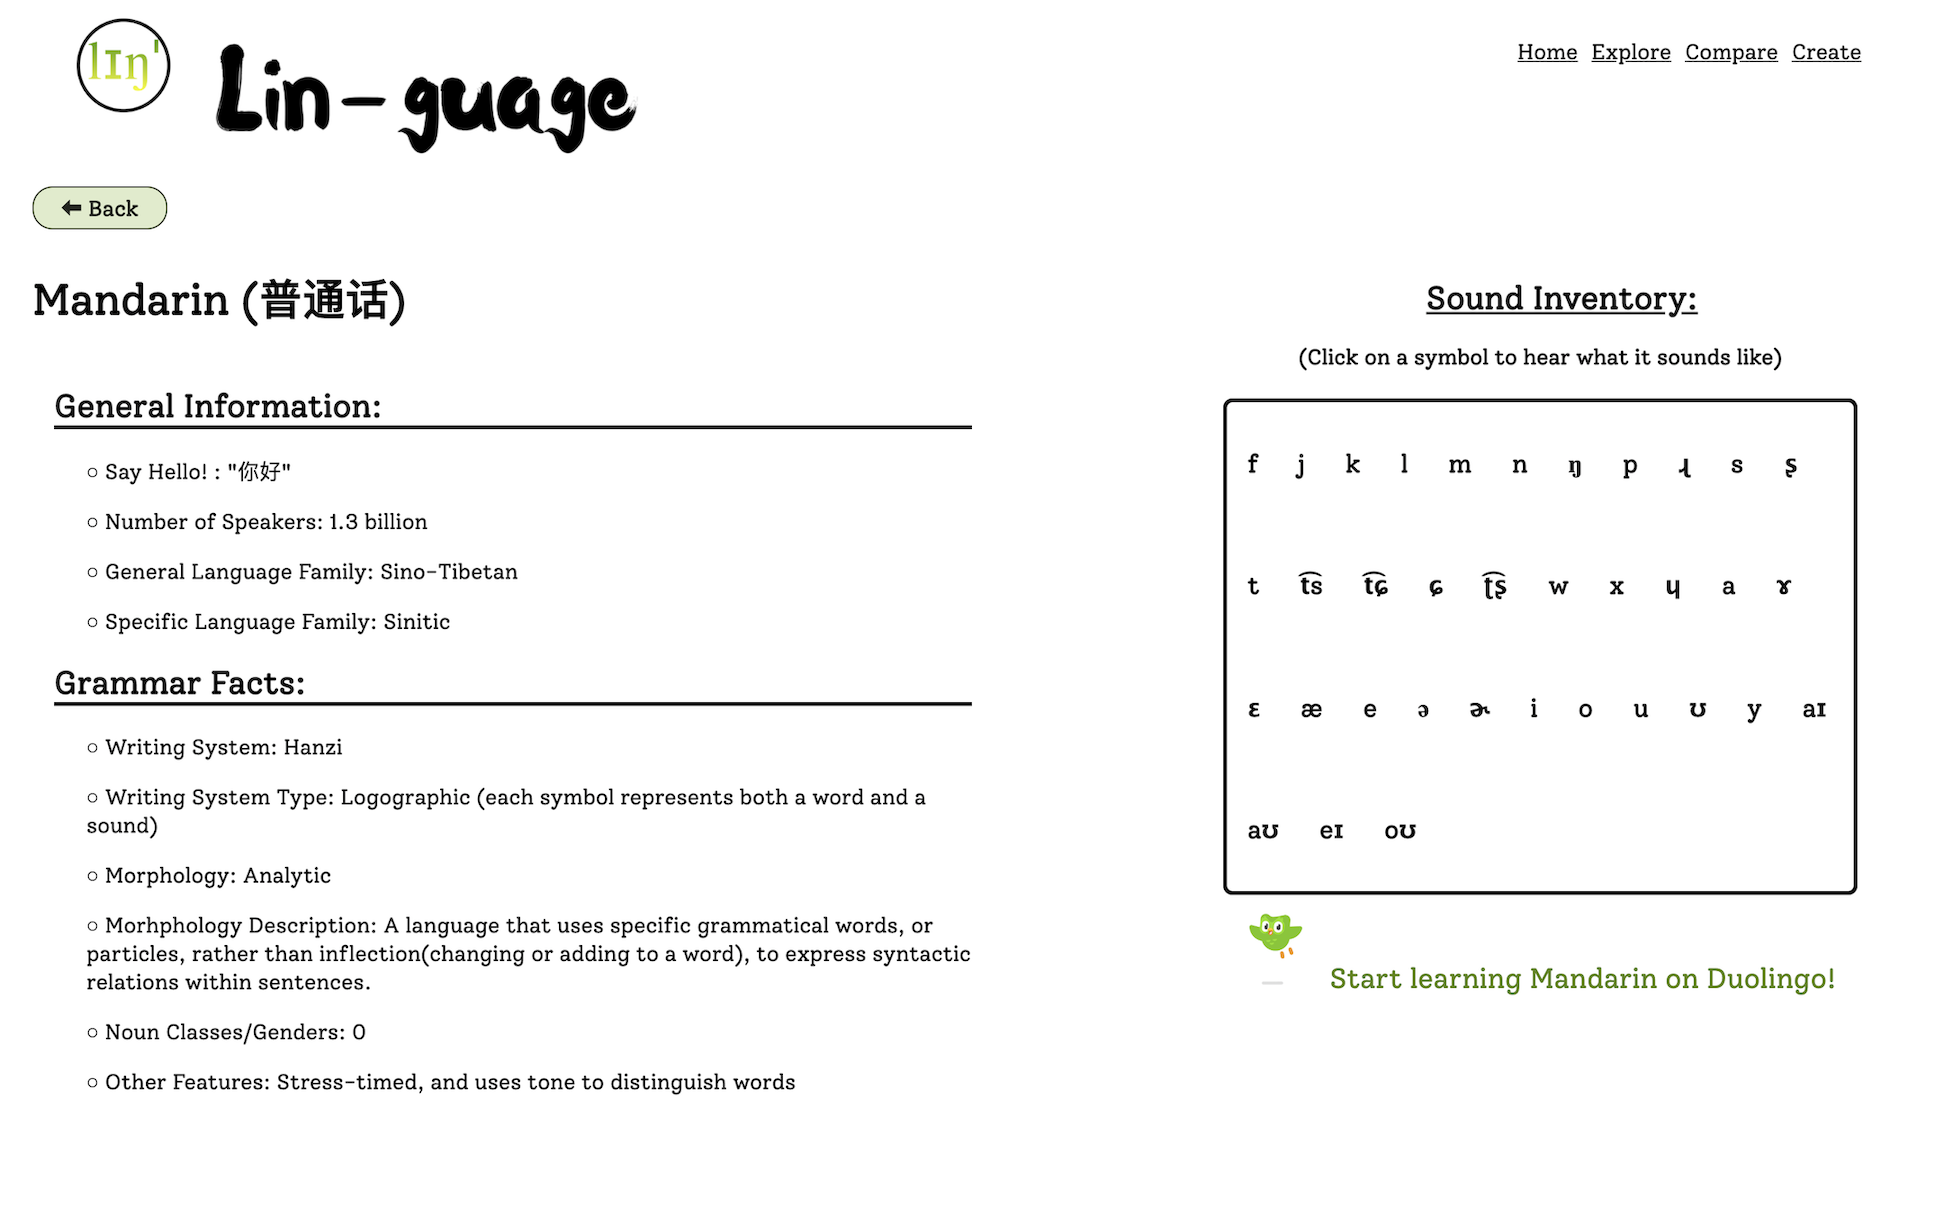 lɪŋˈ
Lin-guage
Home Explore Compare Create
⬅ Back
Mandarin (普通话)
General Information:
○ Say Hello! : "你好"
○ Number of Speakers: 1.3 billion
○ General Language Family: Sino-Tibetan
○ Specific Language Family: Sinitic
Grammar Facts:
○ Writing System: Hanzi
○ Writing System Type: Logographic (each symbol represents both a word and a
sound)
○ Morphology: Analytic
○ Morhphology Description: A language that uses specific grammatical words, or
particles, rather than inflection(changing or adding to a word), to express syntactic
relations within sentences.
○ Noun Classes/Genders: 0
○ Other Features: Stress-timed, and uses tone to distinguish words
Sound Inventory:
(Click on a symbol to hear what it sounds like)
f j k l m n ŋ p ɻ s ʂ
t t͡s t͡ɕ ɕ ʈ͡ʂ w x ɥ a ɤ
ɛ æ e ə ɚ i o u ʊ y aɪ
aʊ eɪ oʊ
Start learning Mandarin on Duolingo!